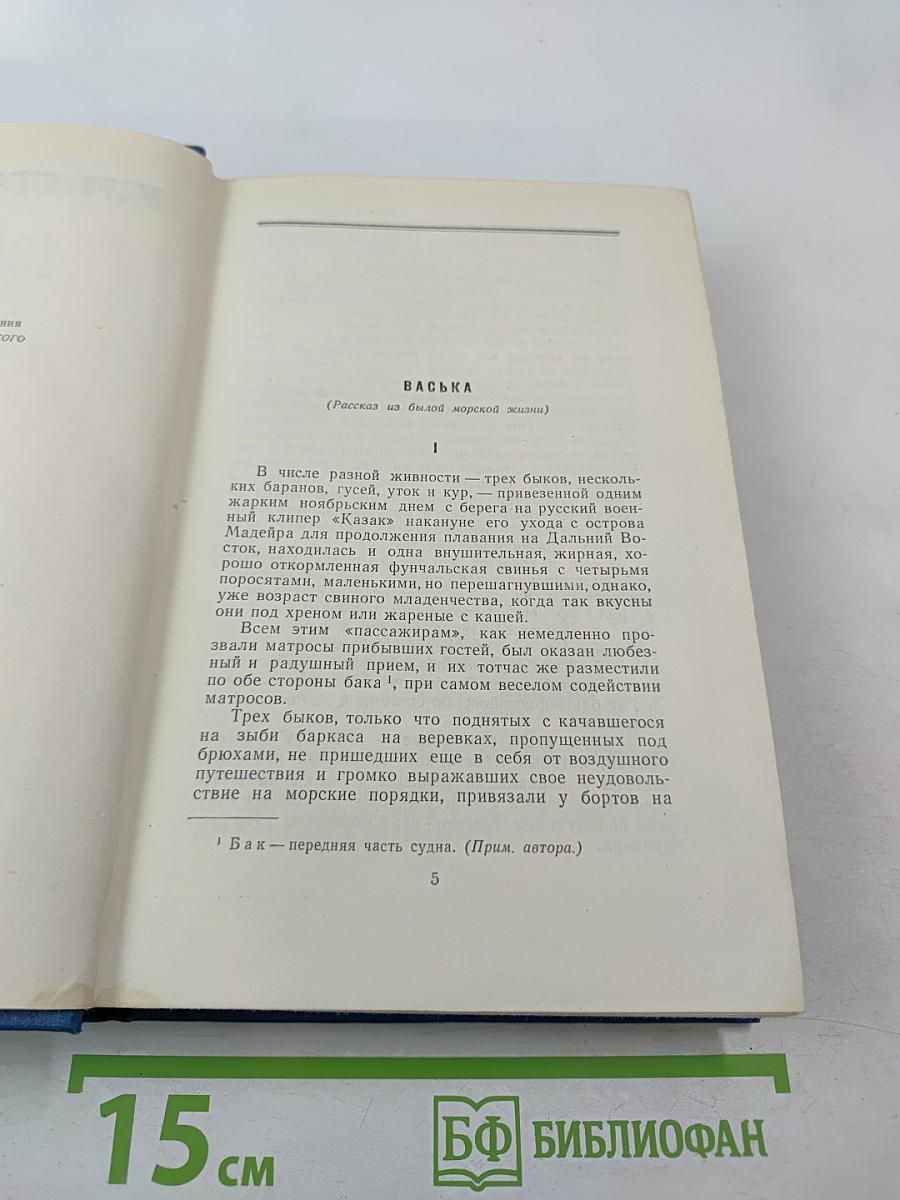 ния
кого
ВАСЬКА
(Рассказ из былой морской жизни)
I
В числе разной живности — трех быков, несколь-
ких баранов, гусей, уток и кур, — привезенной одним
жарким ноябрьским днем с берега на русский воен-
ный клипер «Казак» накануне его ухода с острова
Мадейра для продолжения плавания на Дальний Во-
сток, находилась и одна внушительная, жирная, хо-
рошо откормленная фунчальская свинья с четырьмя
поросятами, маленькими, но перешагнувшими, однако,
уже возраст свиного младенчества, когда так вкусны
они под хреном или жареные с кашей.
Всем этим «пассажирам», как немедленно про-
звали матросы прибывших гостей, был оказан любез-
ный и радушный прием, и их тотчас же разместили
по обе стороны бака ¹, при самом веселом содействии
матросов.
Трех быков, только что поднятых с качавшегося
на зыби баркаса на веревках, пропущенных под
брюхами, не пришедших еще в себя от воздушного
путешествия и громко выражавших свое неудоволь-
ствие на морские порядки, привязали у бортов на
¹ Бак — передняя часть судна. (Прим. автора.)
5
15 см
БФ БИБЛИОФАН